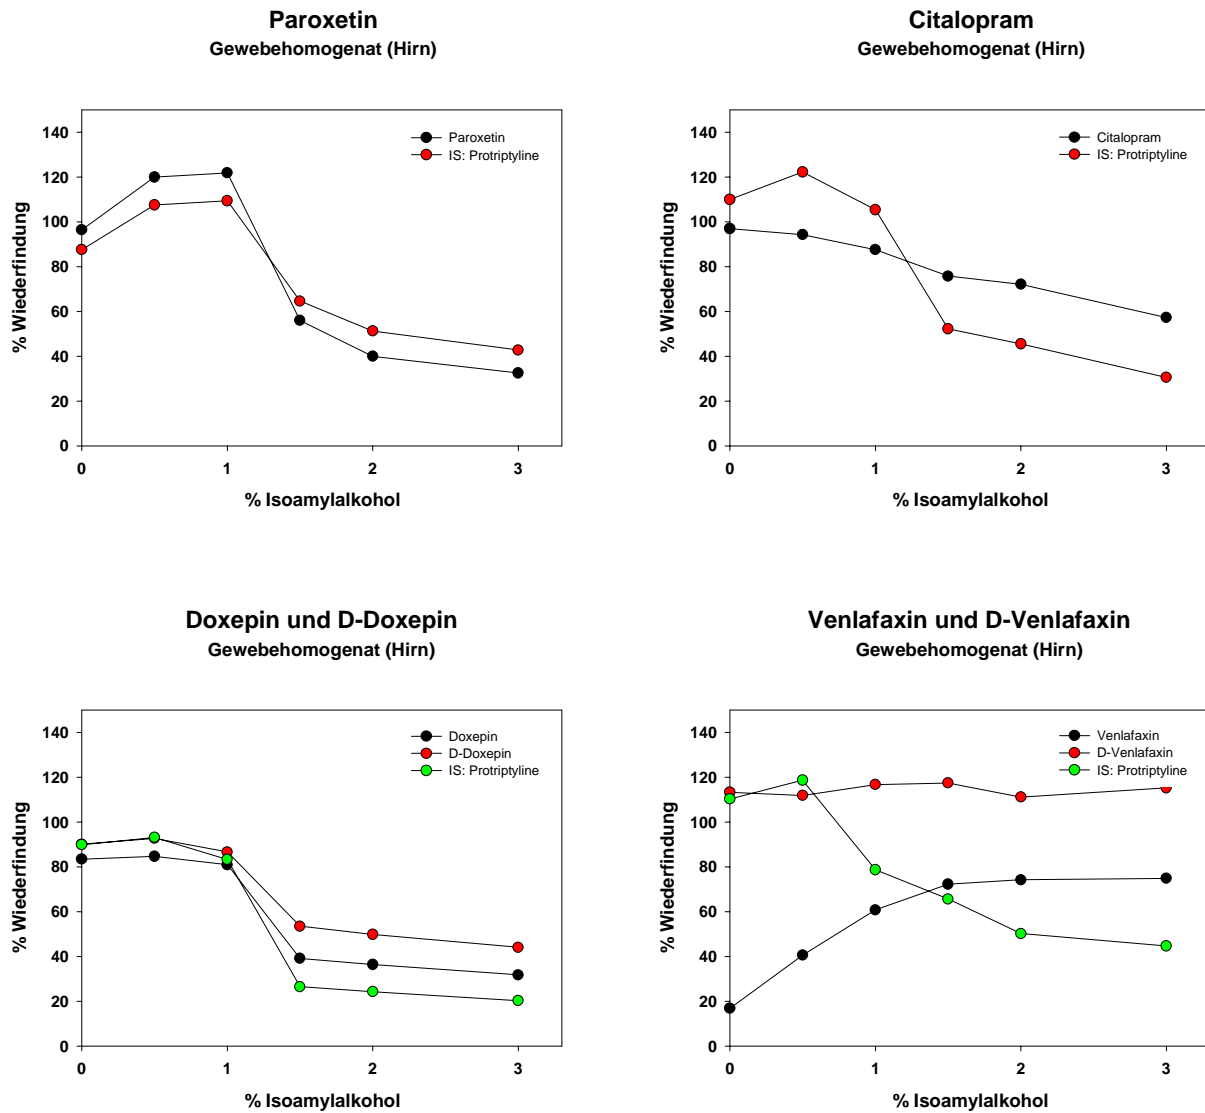 Paroxetin
Gewebehomogenat (Hirn)
% Wiederfindung
140
120
100
80
60
40
20
0
Paroxetin
IS: Protriptyline
0 1 2 3
% Isoamylalkohol
Citalopram
Gewebehomogenat (Hirn)
% Wiederfindung
140
120
100
80
60
40
20
0
Citalopram
IS: Protriptyline
0 1 2 3
% Isoamylalkohol
Doxepin und D-Doxepin
Gewebehomogenat (Hirn)
% Wiederfindung
140
120
100
80
60
40
20
0
Doxepin
D-Doxepin
IS: Protriptyline
0 1 2 3
% Isoamylalkohol
Venlafaxin und D-Venlafaxin
Gewebehomogenat (Hirn)
% Wiederfindung
140
120
100
80
60
40
20
0
Venlafaxin
D-Venlafaxin
IS: Protriptyline
0 1 2 3
% Isoamylalkohol